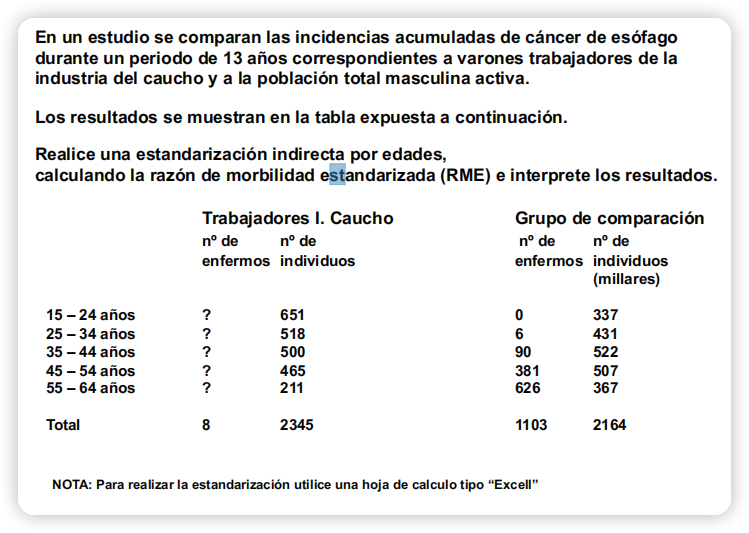 En un estudio se comparan las incidencias acumuladas de cáncer de esófago
durante un periodo de 13 años correspondientes a varones trabajadores de la
industria del caucho y a la población total masculina activa.
Los resultados se muestran en la tabla expuesta a continuación.
Realice una estandarización indirecta por edades,
calculando la razón de morbilidad estandarizada (RME) e interprete los resultados.
Trabajadores I. Caucho Grupo de comparación
nº de nº de nº de nº de
enfermos individuos enfermos individuos
(millares)
15 – 24 años ? 651 0 337
25 – 34 años ? 518 6 431
35 – 44 años ? 500 90 522
45 – 54 años ? 465 381 507
55 – 64 años ? 211 626 367
Total 8 2345 1103 2164
NOTA: Para realizar la estandarización utilice una hoja de calculo tipo “Excell”